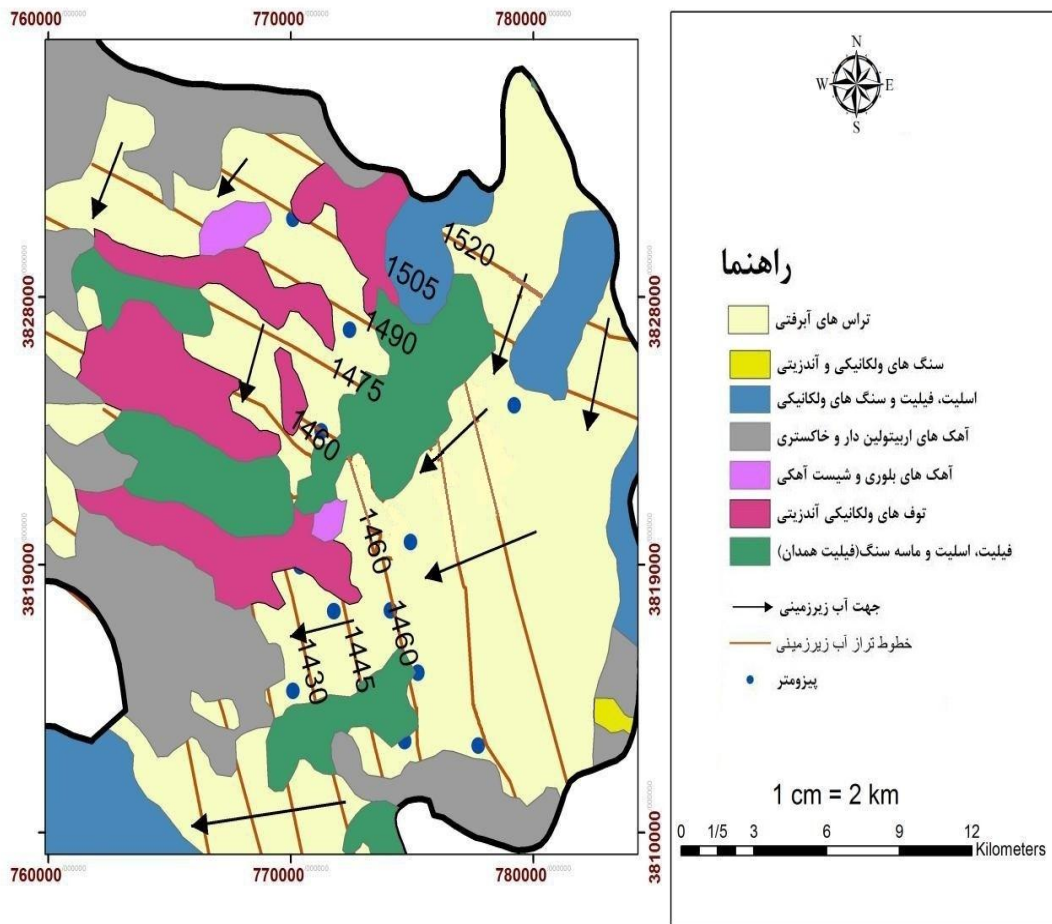 760000
770000
780000
N
W
E
S
3828000
3828000
1520
1505
1490
1475
1460
1460
1460
1445
1430
3819000
3819000
3810000
760000
770000
780000
راهنما
تراس های آبرفتی
سنگ های ولکانیکی و آندزیتی
اسلیت، فیلیت و سنگ های ولکانیکی
آهک های اربیتولین دار و خاکستری
آهک های بلوری و شیست آهکی
توف های ولکانیکی آندزیتی
فیلیت، اسلیت و ماسه سنگ(فیلیت همدان)
جهت آب زیرزمینی
خطوط تراز آب زیرزمینی
پیزومتر
1 cm = 2 km
0 1/5 3 6 9 12
Kilometers